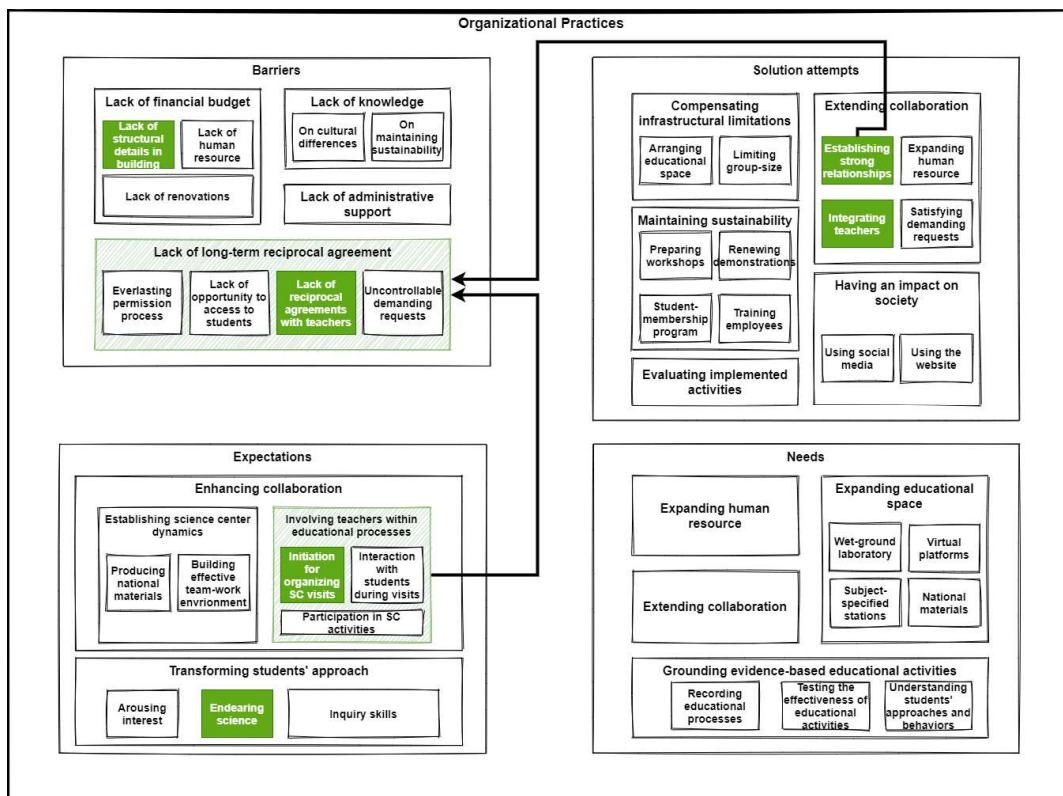 Organizational Practices
Barriers
Lack of financial budget
Lack of
structural
details in
building
Lack of
human
resource
Lack of renovations
Lack of knowledge
On cultural
differences
On
maintaining
sustainability
Lack of administrative
support
Lack of long-term reciprocal agreement
Everlasting
permission
process
Lack of
opportunity to
access to
students
Lack of
reciprocal
agreements
with teachers
Uncontrollable
demanding
requests
Solution attempts
Compensating
infrastructural limitations
Arranging
educational
space
Limiting
group-size
Extending collaboration
Establishing
strong
relationships
Expanding
human
resource
Integrating
teachers
Satisfying
demanding
requests
Maintaining sustainability
Preparing
workshops
Renewing
demonstrations
Student-
membership
program
Training
employees
Having an impact on
society
Using social
media
Using the
website
Evaluating implemented
activities
Expectations
Enhancing collaboration
Establishing science center
dynamics
Producing
national
materials
Building
effective
team-work
envrionment
Involving teachers within
educational processes
Initiation
for
organizing
SC visits
Interaction
with
students
during visits
Participation in SC
activities
Transforming students' approach
Arousing
interest
Endearing
science
Inquiry skills
Needs
Expanding human
resource
Expanding educational
space
Wet-ground
laboratory
Virtual
platforms
Subject-
specified
stations
National
materials
Extending collaboration
Grounding evidence-based educational activities
Recording
educational
processes
Testing the
effectiveness of
educational
activities
Understanding
students'
approaches and
behaviors